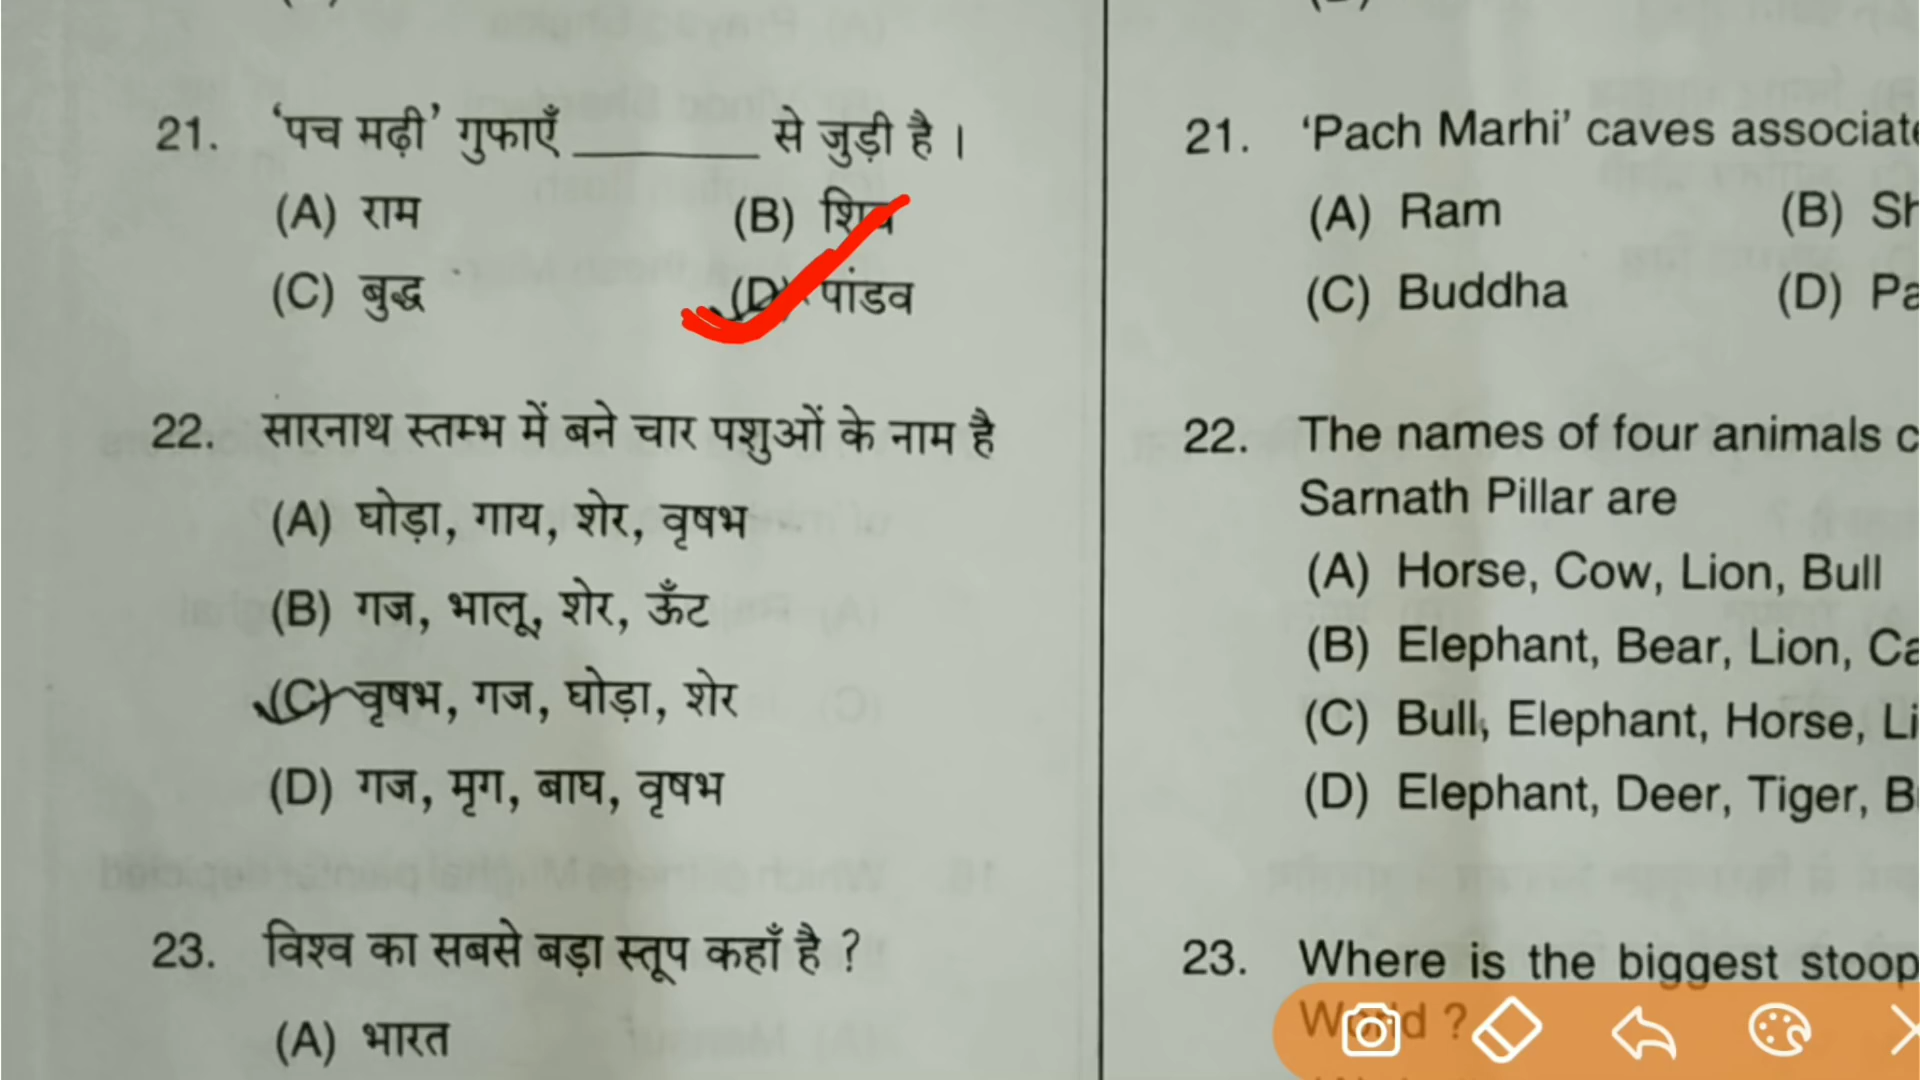 21. ‘पच मढ़ी’ गुफाएँ ________ से जुड़ी है ।
(A) राम (B) शिव
(C) बुद्ध (D) पांडव
22. सारनाथ स्तम्भ में बने चार पशुओं के नाम है
(A) घोड़ा, गाय, शेर, वृषभ
(B) गज, भालू, शेर, ऊँट
(C) वृषभ, गज, घोड़ा, शेर
(D) गज, मृग, बाघ, वृषभ
23. विश्व का सबसे बड़ा स्तूप कहाँ है ?
(A) भारत
21. ‘Pach Marhi’ caves associate
(A) Ram (B) Sh
(C) Buddha (D) Pa
22. The names of four animals c
Sarnath Pillar are
(A) Horse, Cow, Lion, Bull
(B) Elephant, Bear, Lion, Ca
(C) Bull, Elephant, Horse, Li
(D) Elephant, Deer, Tiger, B
23. Where is the biggest stoop
World ?